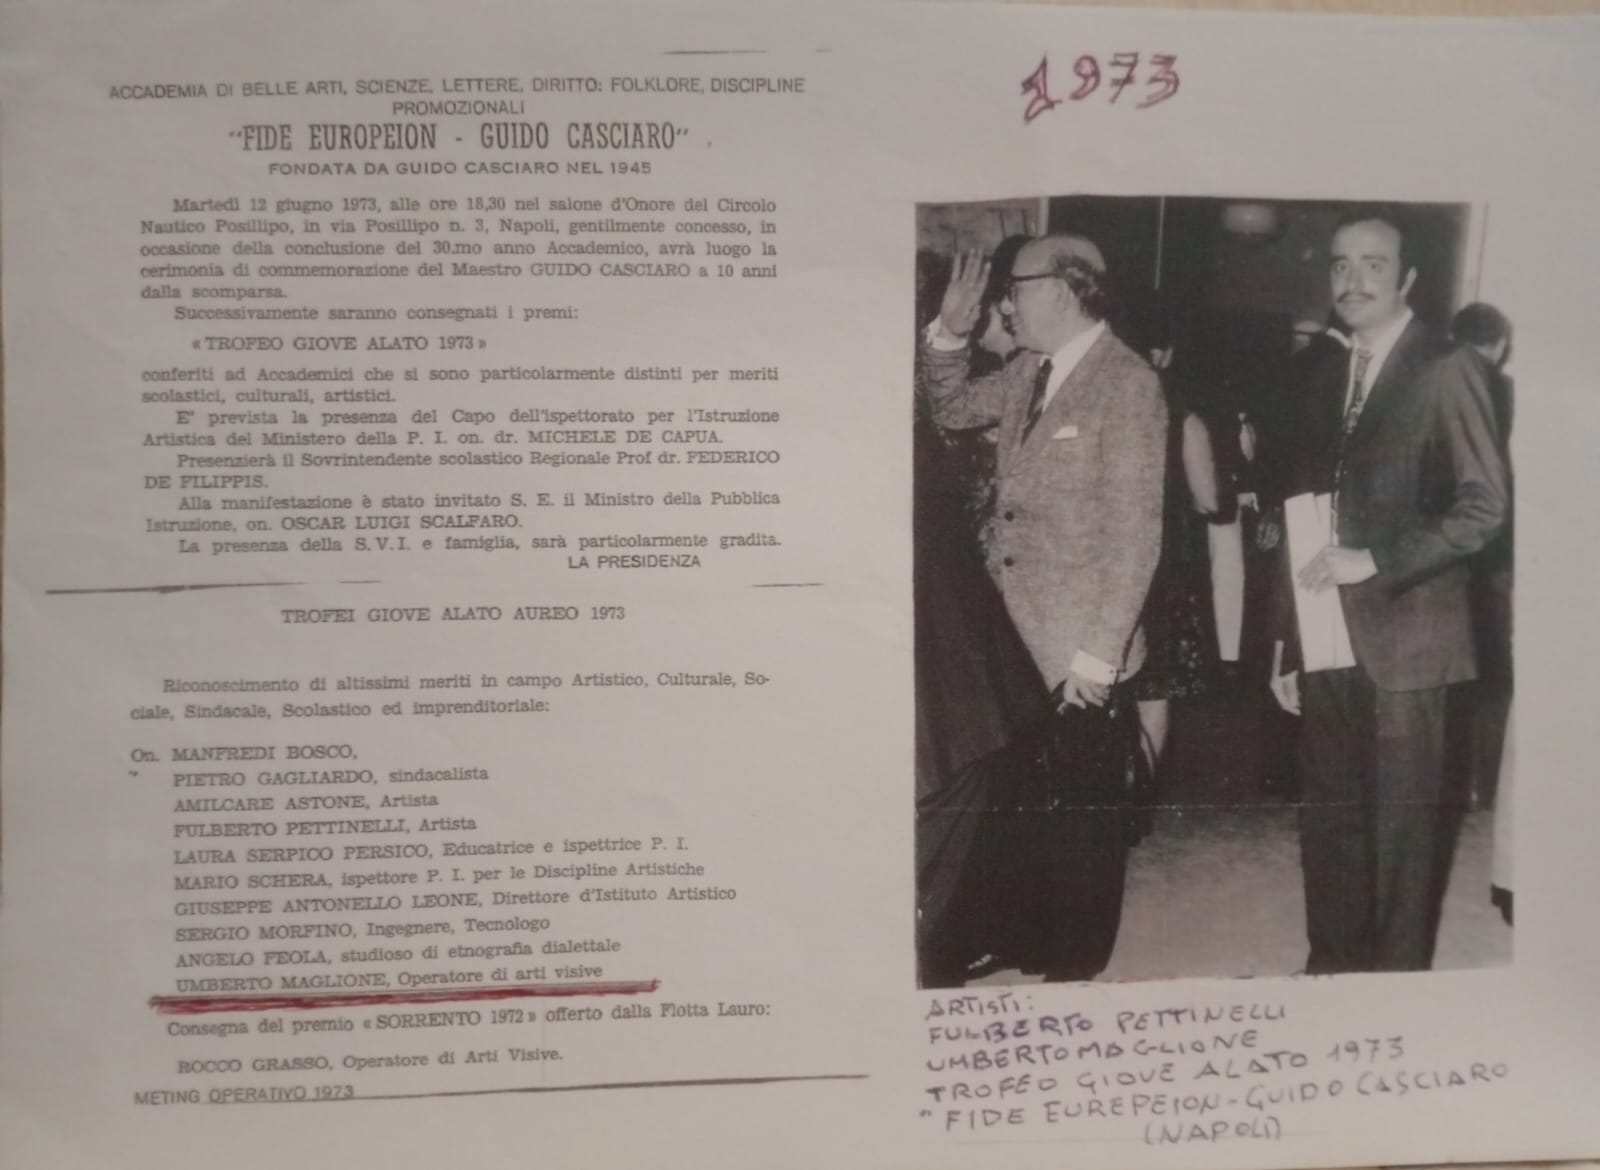 ACCADEMIA DI BELLE ARTI, SCIENZE, LETTERE, DIRITTO: FOLKLORE, DISCIPLINE
PROMOZIONALI
"FIDE EUROPEION - GUIDO CASCIARO"
FONDATA DA GUIDO CASCIARO NEL 1945
Martedì 12 giugno 1973, alle ore 18,30 nel salone d'Onore del Circolo
Nautico Posillipo, in via Posillipo n. 3, Napoli, gentilmente concesso, in
occasione della conclusione del 30.mo anno Accademico, avrà luogo la
cerimonia di commemorazione del Maestro GUIDO CASCIARO a 10 anni
dalla scomparsa.
Successivamente saranno consegnati i premi:
« TROFEO GIOVE ALATO 1973 »
conferiti ad Accademici che si sono particolarmente distinti per meriti
scolastici, culturali, artistici.
E' prevista la presenza del Capo dell'ispettorato per l'Istruzione
Artistica del Ministero della P. I. on. dr. MICHELE DE CAPUA.
Presenzierà il Sovrintendente scolastico Regionale Prof dr. FEDERICO
DE FILIPPIS.
Alla manifestazione è stato invitato S. E. il Ministro della Pubblica
Istruzione, on. OSCAR LUIGI SCALFARO.
La presenza della S.V.I. e famiglia, sarà particolarmente gradita.
LA PRESIDENZA
TROFEI GIOVE ALATO AUREO 1973
Riconoscimento di altissimi meriti in campo Artistico, Culturale, So-
ciale, Sindacale, Scolastico ed imprenditoriale:
On. MANFREDI BOSCO,
" PIETRO GAGLIARDO, sindacalista
AMILCARE ASTONE, Artista
FULBERTO PETTINELLI, Artista
LAURA SERPICO PERSICO, Educatrice e ispettrice P. I.
MARIO SCHERA, ispettore P. I. per le Discipline Artistiche
GIUSEPPE ANTONELLO LEONE, Direttore d'Istituto Artistico
SERGIO MORFINO, Ingegnere, Tecnologo
ANGELO FEOLA, studioso di etnografia dialettale
UMBERTO MAGLIONE, Operatore di arti visive
Consegna del premio « SORRENTO 1972 » offerto dalla Flotta Lauro:
ROCCO GRASSO, Operatore di Arti Visive.
METING OPERATIVO 1973
1973
ARTISTI:
FULBERTO PETTINELLI
UMBERTO MAGLIONE
TROFEO GIOVE ALATO 1973
"FIDE EUREPEION-GUIDO CASCIARO
(NAPOLI)